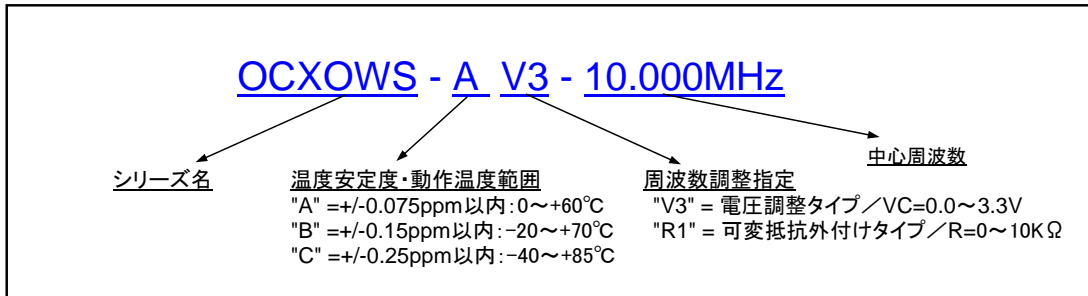 OCXOWS - A V3 - 10.000MHz
中心周波数
シリーズ名
温度安定度・動作温度範囲
"A" =+/-0.075ppm以内:0～+60℃
"B" =+/-0.15ppm以内:-20～+70℃
"C" =+/-0.25ppm以内:-40～+85℃
周波数調整指定
"V3" = 電圧調整タイプ／VC=0.0～3.3V
"R1" = 可変抵抗外付けタイプ／R=0～10KΩ